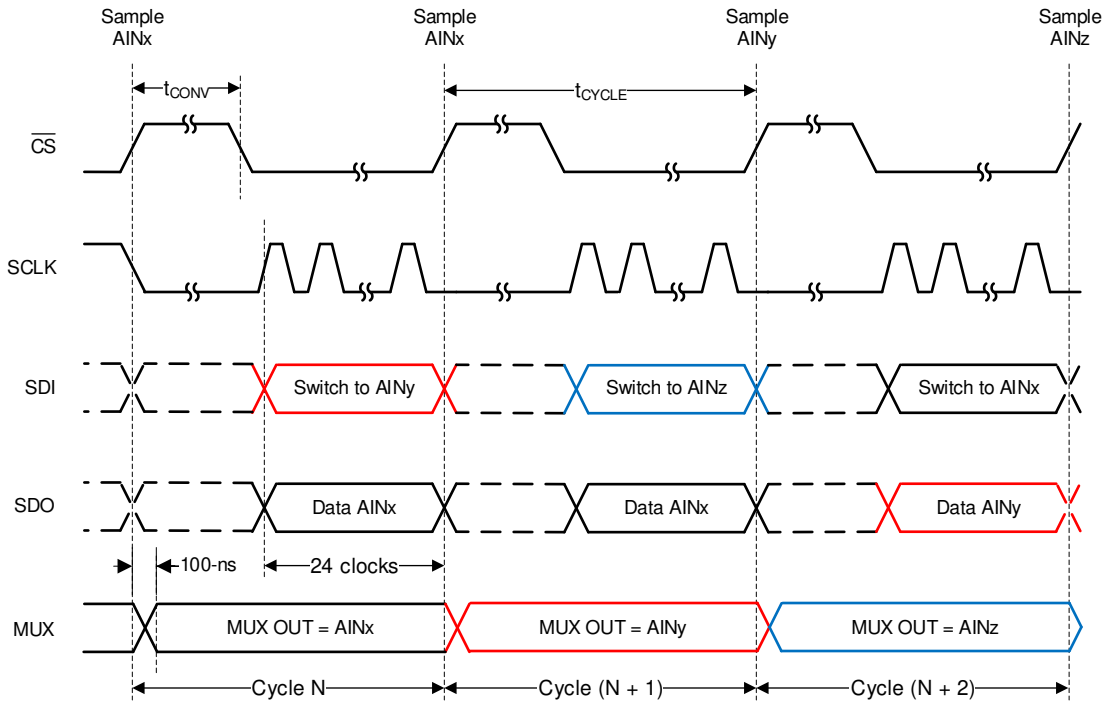 Sample
AINx
Sample
AINx
Sample
AINy
Sample
AINz
tCONV
tCYCLE
CS
SCLK
SDI
Switch to AINy
Switch to AINz
Switch to AINx
SDO
Data AINx
Data AINx
Data AINy
100-ns
24 clocks
MUX
MUX OUT = AINx
MUX OUT = AINy
MUX OUT = AINz
Cycle N
Cycle (N + 1)
Cycle (N + 2)